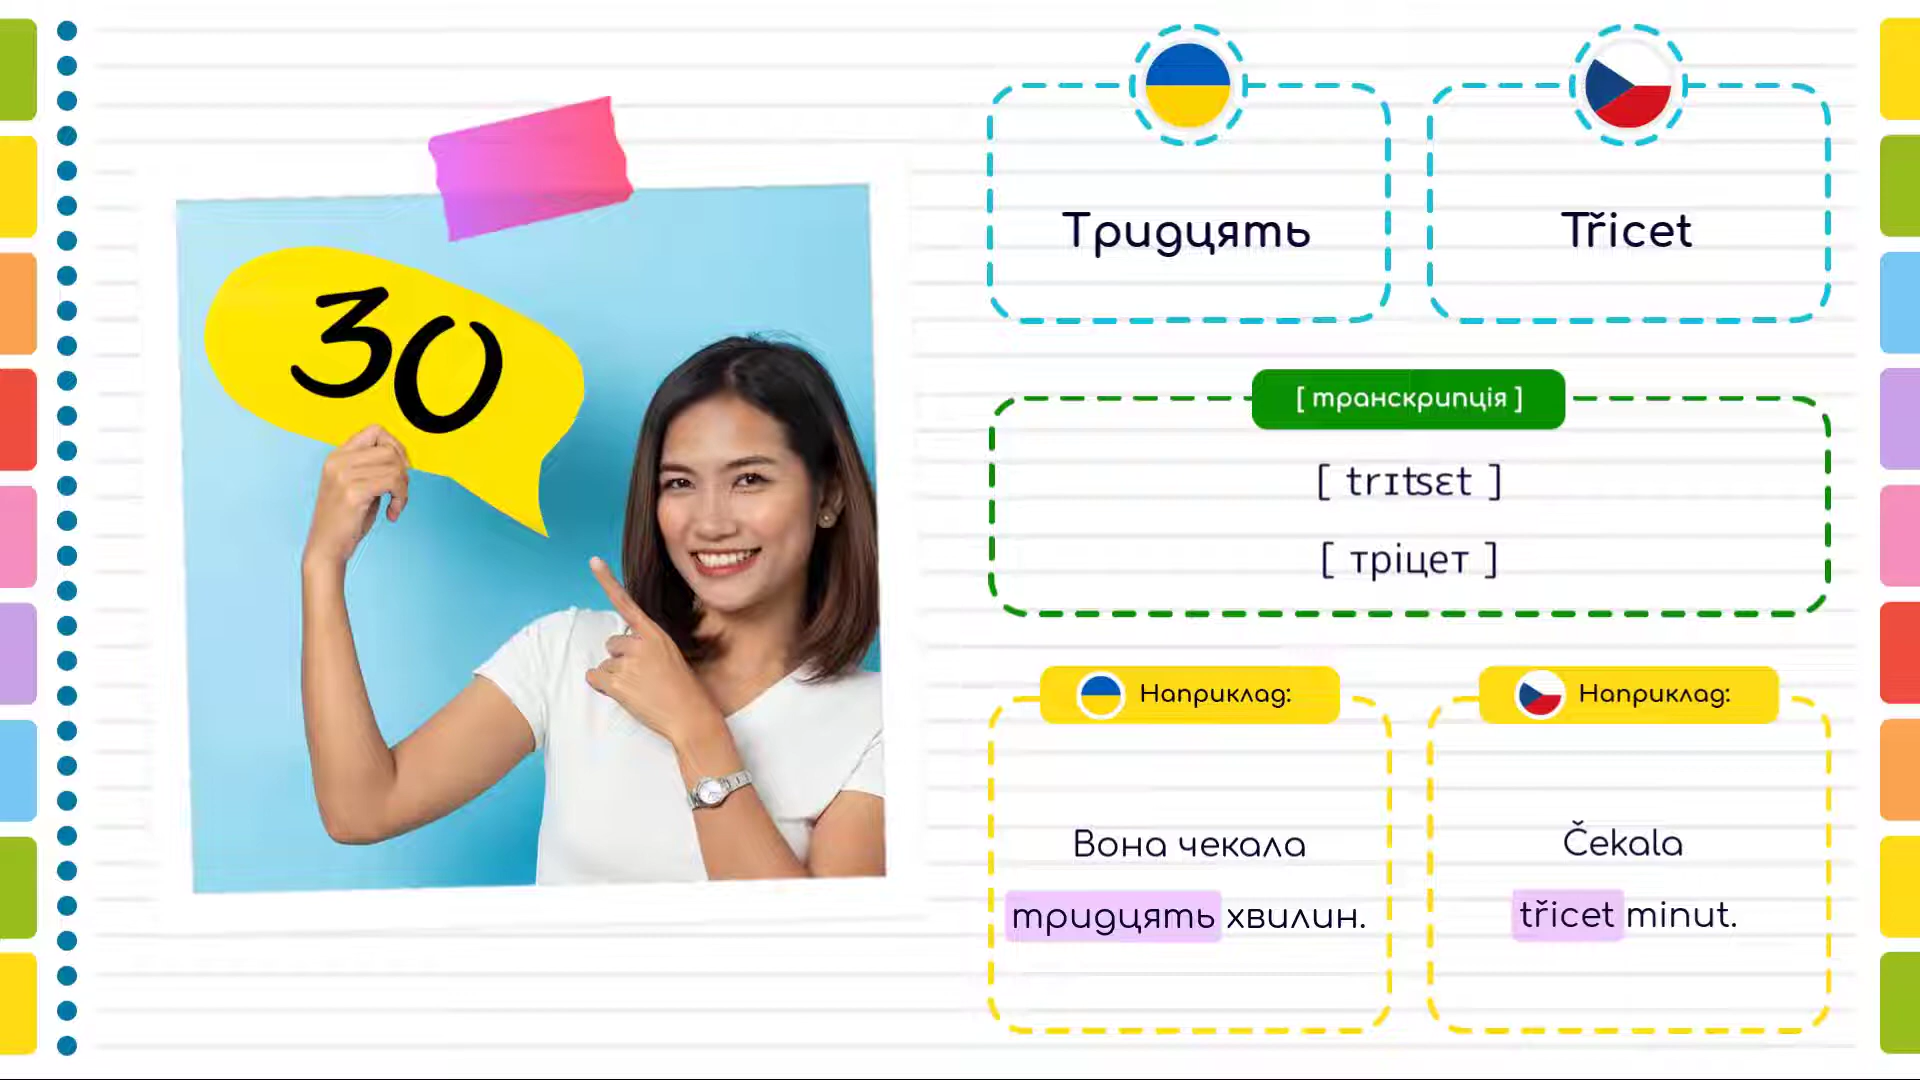 30
Тридцять
Třicet
[ транскрипція ]
[ trɪtsɛt ]
[ тріцет ]
Наприклад:
Вона чекала
тридцять хвилин.
Наприклад:
Čekala
třicet minut.